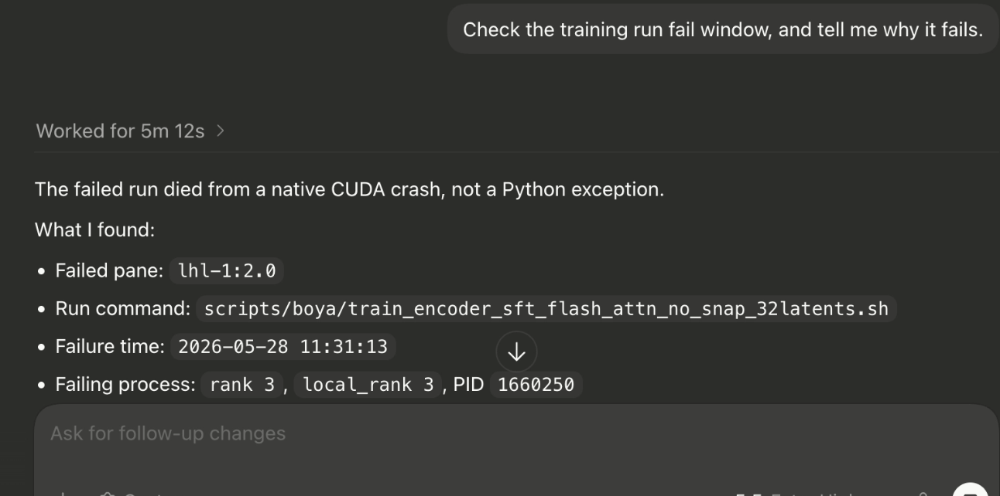 Check the training run fail window, and tell me why it fails.
Worked for 5m 12s
The failed run died from a native CUDA crash, not a Python exception.
What I found:
• Failed pane: lhl-1:2.0
• Run command: scripts/boya/train_encoder_sft_flash_attn_no_snap_32latents.sh
• Failure time: 2026-05-28 11:31:13
• Failing process: rank 3, local_rank 3, PID 1660250
Ask for follow-up changes